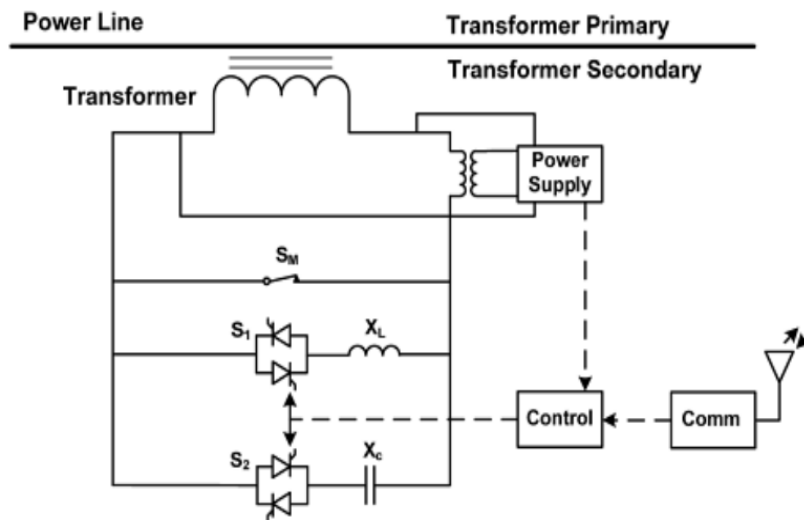 Power Line
Transformer Primary
Transformer Secondary
Transformer
Power
Supply
SM
S1
XL
Control
Comm
S2
Xc